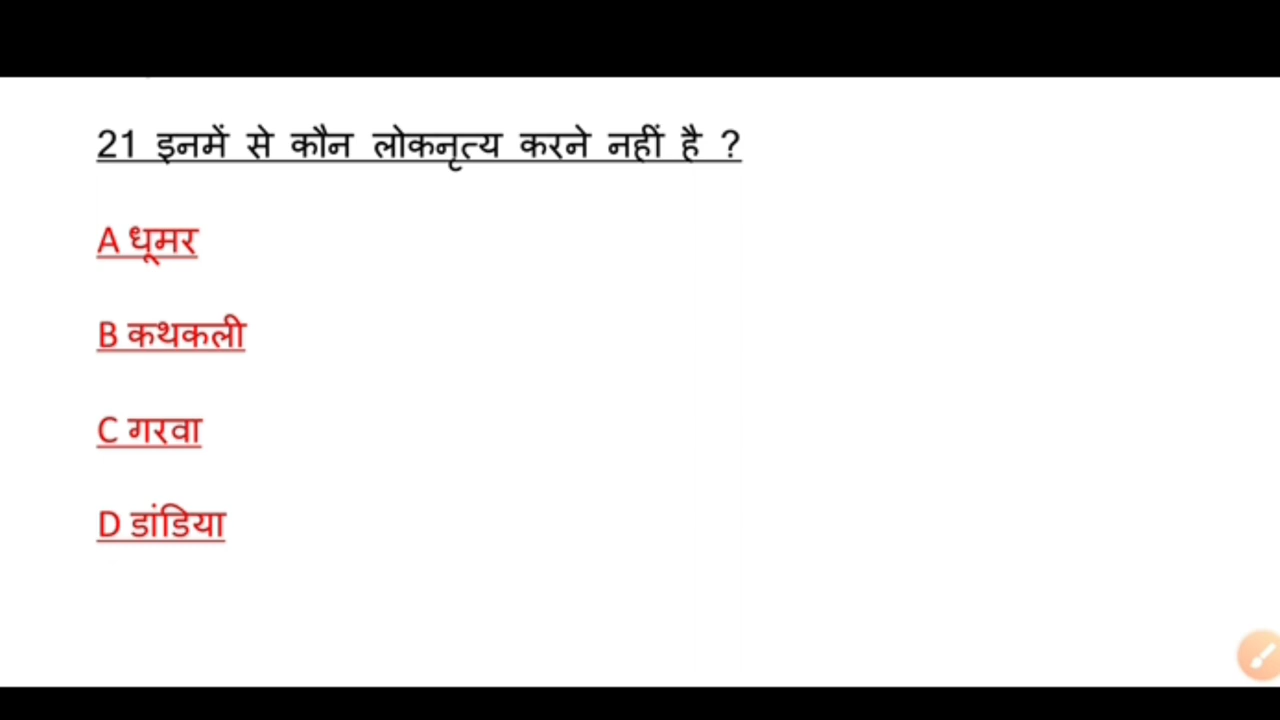 21 इनमें से कौन लोकनृत्य करने नहीं है ?
A धूमर
B कथकली
C गरवा
D डांडिया